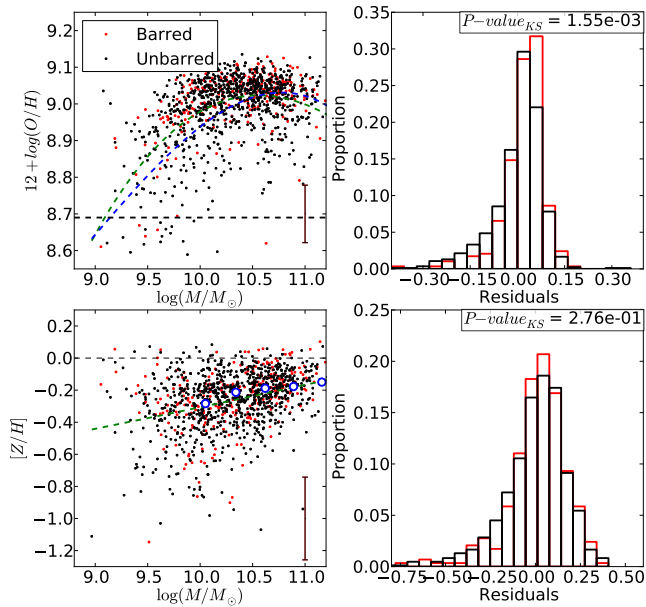 9.2
9.1
9.0
8.9
8.8
8.7
8.6
12+log(O/H)
Barred
Unbarred
9.0 9.5 10.0 10.5 11.0
log(M/M⊙)
0.35
0.30
0.25
0.20
0.15
0.10
0.05
0.00
Proportion
P−value_KS = 1.55e-03
−0.30 −0.15 0.00 0.15 0.30
Residuals
0.2
0.0
−0.2
−0.4
−0.6
−0.8
−1.0
−1.2
[Z/H]
9.0 9.5 10.0 10.5 11.0
log(M/M⊙)
0.25
0.20
0.15
0.10
0.05
0.00
Proportion
P−value_KS = 2.76e-01
−0.75 −0.50 −0.25 0.00 0.25 0.50
Residuals